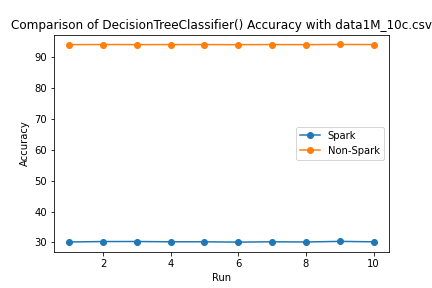 Comparison of DecisionTreeClassifier() Accuracy with data1M_10c.csv
90
80
70
60
50
40
30
Accuracy
Spark
Non-Spark
2
4
6
8
10
Run